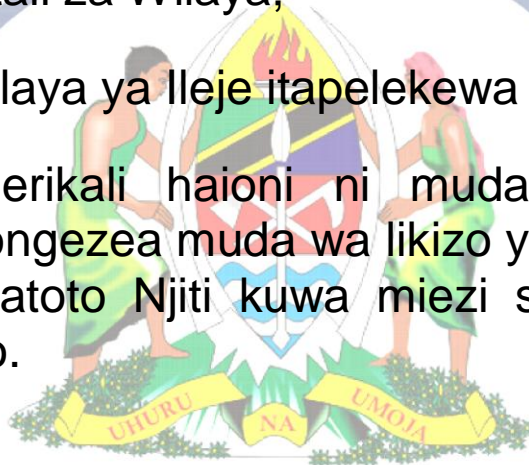 ali za Wilaya;
laya ya Ileje itapelekewa
erikali haioni ni muda
ongezea muda wa likizo y
atoto Njiti kuwa miezi s
o.
UHURU NA UMOJA